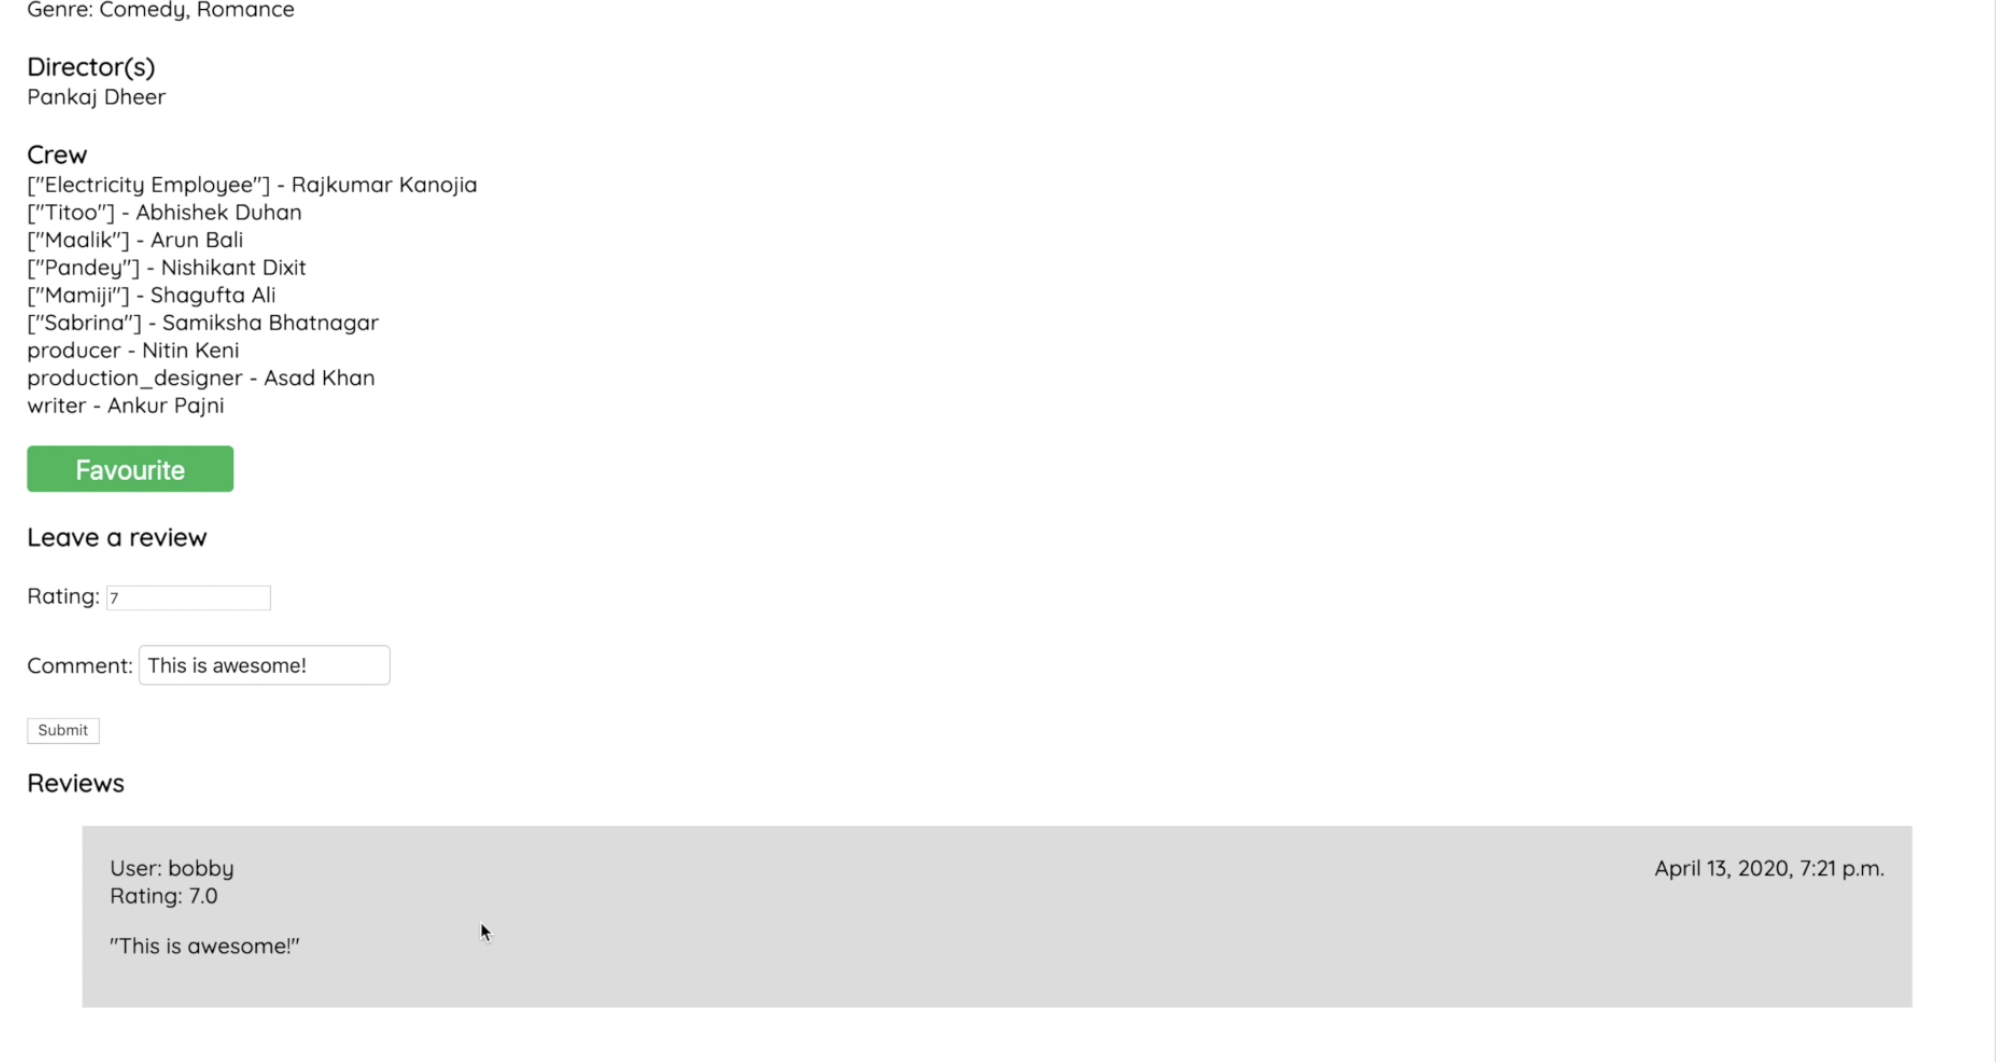 Genre: Comedy, Romance
Director(s)
Pankaj Dheer
Crew
["Electricity Employee"] - Rajkumar Kanojia
["Titoo"] - Abhishek Duhan
["Maalik"] - Arun Bali
["Pandey"] - Nishikant Dixit
["Mamiji"] - Shagufta Ali
["Sabrina"] - Samiksha Bhatnagar
producer - Nitin Keni
production_designer - Asad Khan
writer - Ankur Pajni
Favourite
Leave a review
Rating: 7
Comment: This is awesome!
Submit
Reviews
User: bobby April 13, 2020, 7:21 p.m.
Rating: 7.0
"This is awesome!"